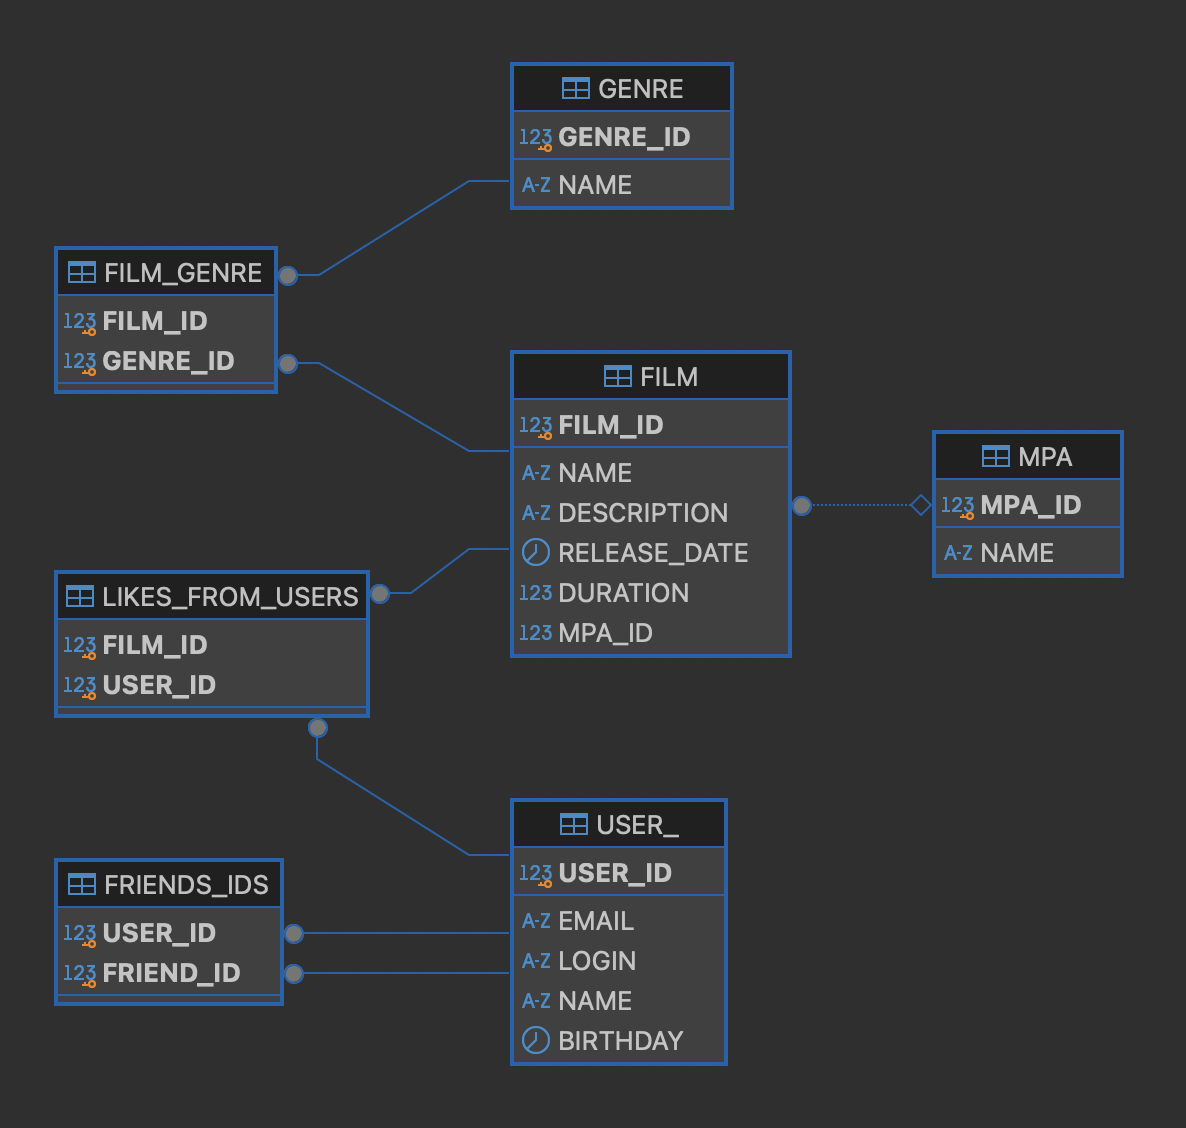 GENRE
123 GENRE_ID
A-Z NAME
FILM_GENRE
123 FILM_ID
123 GENRE_ID
FILM
123 FILM_ID
A-Z NAME
A-Z DESCRIPTION
RELEASE_DATE
123 DURATION
123 MPA_ID
MPA
123 MPA_ID
A-Z NAME
LIKES_FROM_USERS
123 FILM_ID
123 USER_ID
USER_
123 USER_ID
A-Z EMAIL
A-Z LOGIN
A-Z NAME
BIRTHDAY
FRIENDS_IDS
123 USER_ID
123 FRIEND_ID